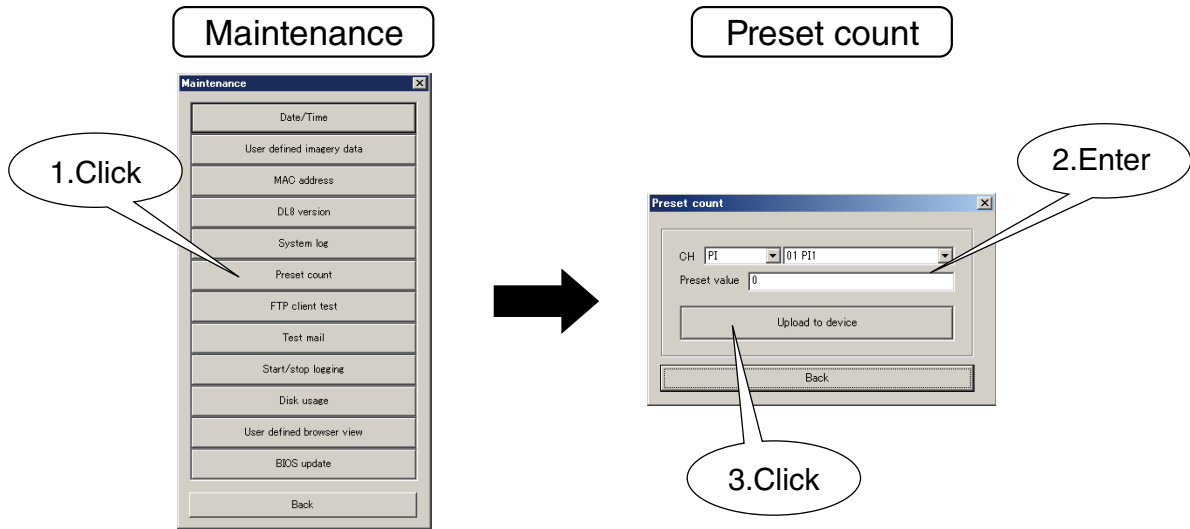 Maintenance
Maintenance
Date/Time
User defined imagery data
MAC address
DL8 version
System log
Preset count
FTP client test
Test mail
Start/stop logging
Disk usage
User defined browser view
BIOS update
Back
1.Click
Preset count
Preset count
CH PI 01 PI1
Preset value 0
Upload to device
Back
2.Enter
3.Click